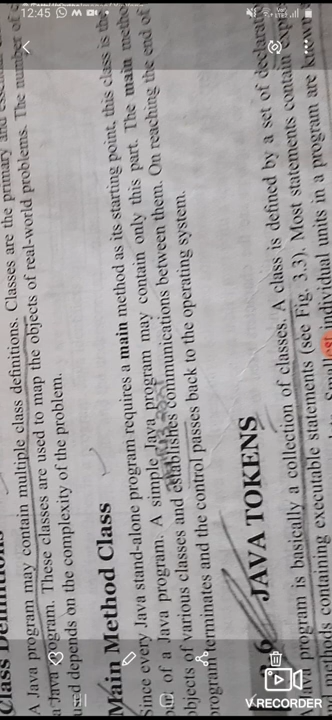 12:45
Class Definitions
A Java program may contain multiple class definitions. Classes are the primary and essential
a Java program. These classes are used to map the objects of real-world problems. The number of
used depends on the complexity of the problem.
Main Method Class
Since every Java stand-alone program requires a main method as its starting point, this class is the
of a Java program. A simple Java program may contain only this part. The main method
objects of various classes and establishes communications between them. On reaching the end of
program terminates and the control passes back to the operating system.
JAVA TOKENS
Java program is basically a collection of classes. A class is defined by a set of
methods containing executable statements (see Fig. 3.3). Most statements contain
individual units in a program are known
V-RECORDER